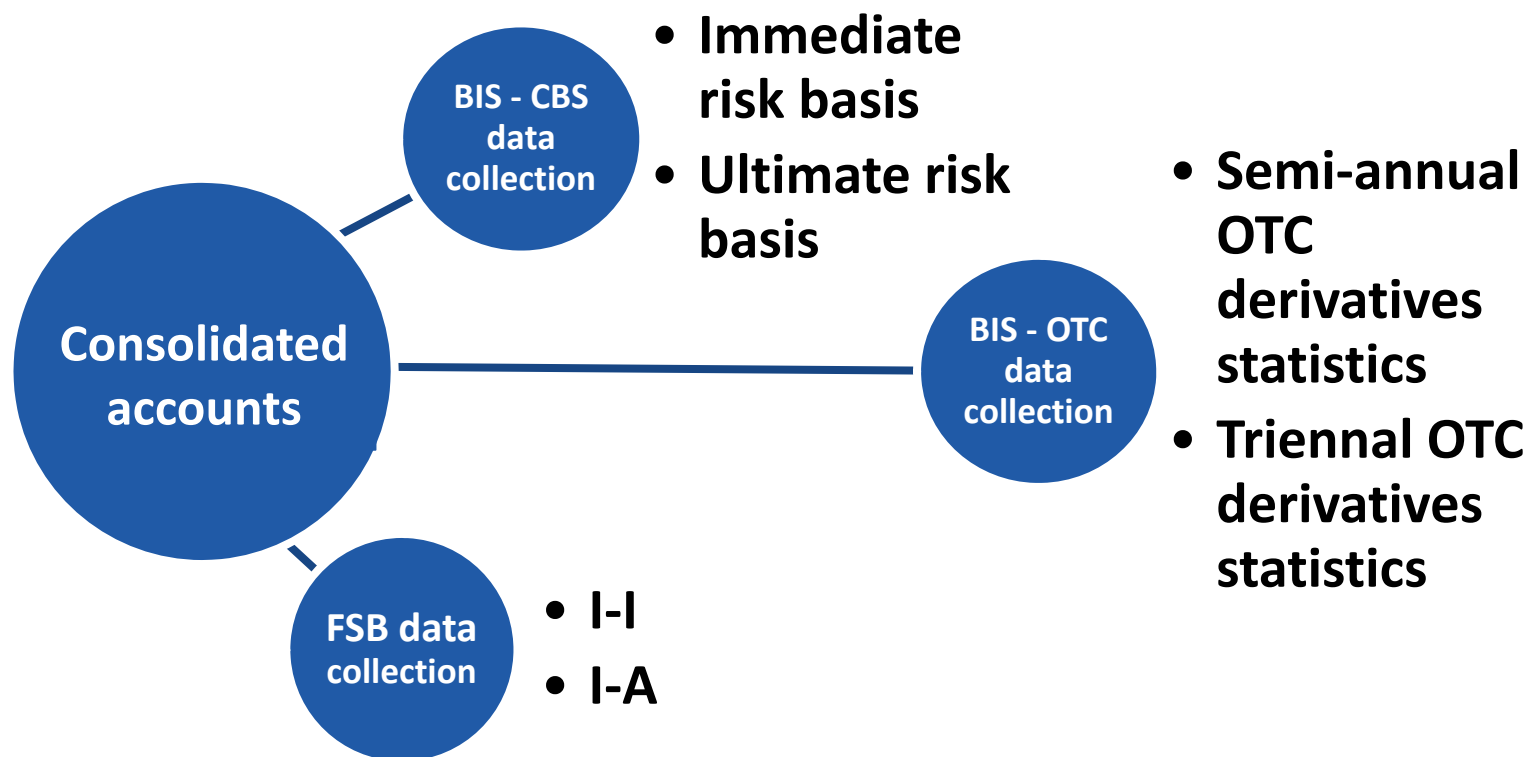 Consolidated
accounts
BIS - CBS
data
collection
• Immediate
risk basis
• Ultimate risk
basis
BIS - OTC
data
collection
• Semi-annual
OTC
derivatives
statistics
• Triennal OTC
derivatives
statistics
FSB data
collection
• I-I
• I-A